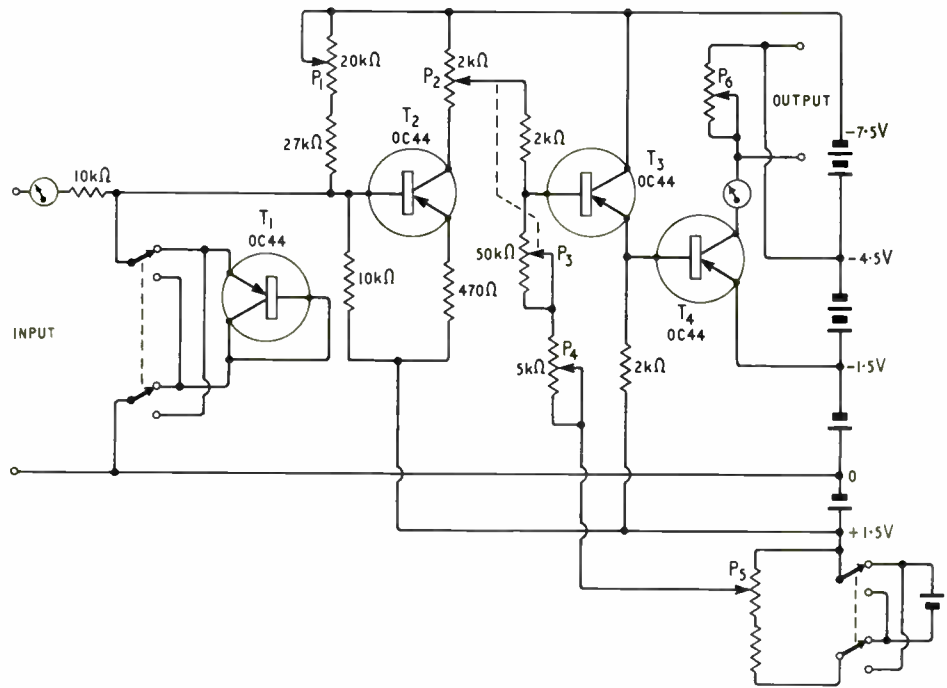 20kΩ
P1
2kΩ
P2
T2
OC44
27kΩ
2kΩ
T3
OC44
P6
OUTPUT
-7·5V
10kΩ
T1
OC44
10kΩ
470Ω
50kΩ
P3
T4
OC44
-4·5V
INPUT
P4
5kΩ
2kΩ
-1·5V
0
+1·5V
P5